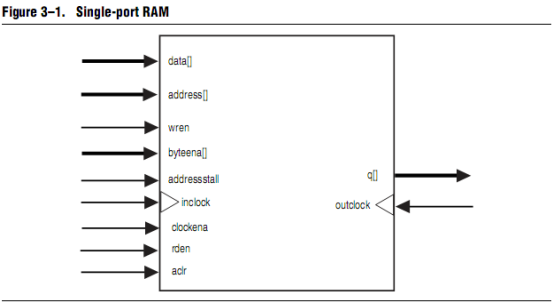 Figure 3–1. Single-port RAM
data[]
address[]
wren
byteena[]
addressstall
inclock
clockena
rden
aclr
q[]
outclock